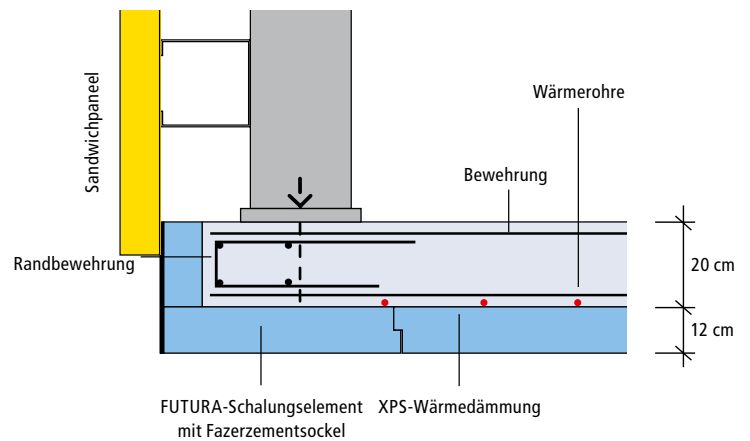 Sandwichpaneel
Wärmerohre
Bewehrung
Randbewehrung
20 cm
12 cm
FUTURA-Schalungselement
mit Fazerzementsockel
XPS-Wärmedämmung